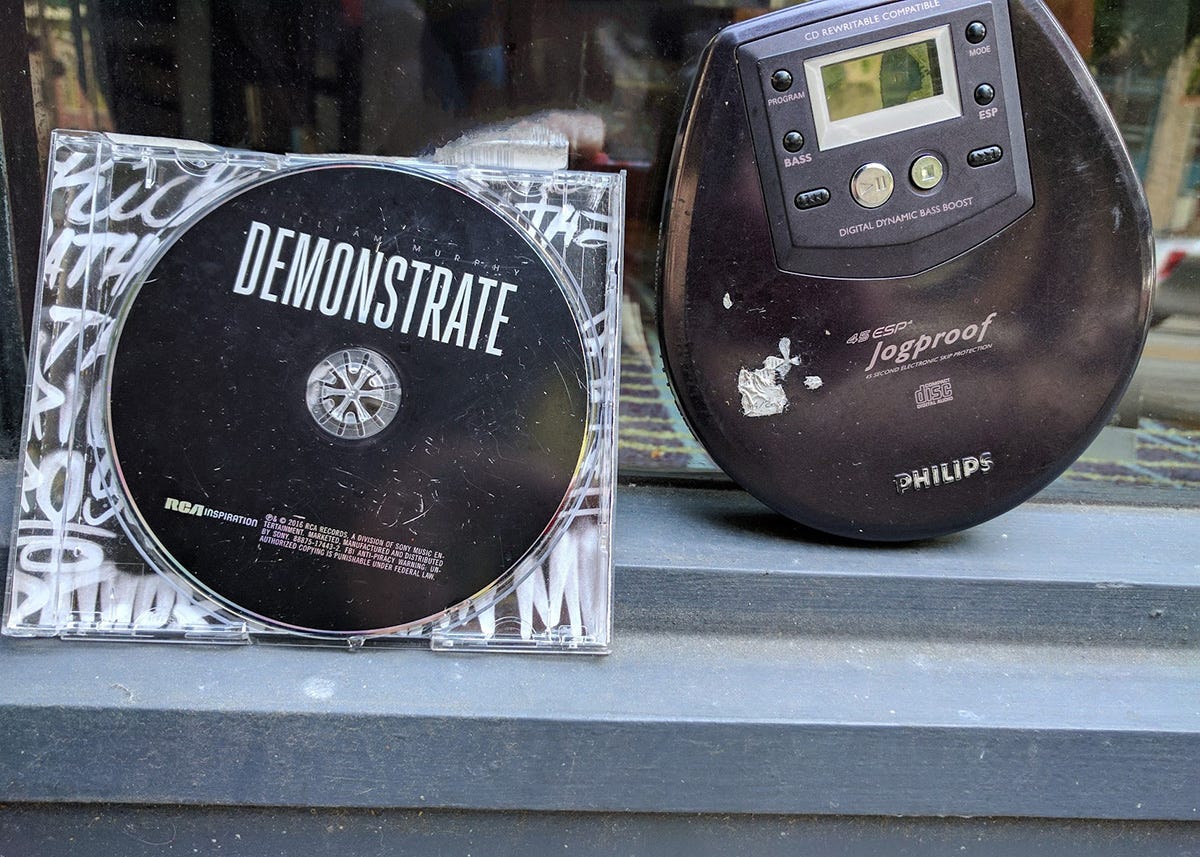 WILLIAM MURPHY
DEMONSTRATE
RCA INSPIRATION
℗ & © 2016 RCA RECORDS, A DIVISION OF SONY MUSIC EN-
TERTAINMENT. MARKETED, MANUFACTURED AND DISTRIBUTED
BY SONY. 88875-17443-2. FBI ANTI-PIRACY WARNING: UN-
AUTHORIZED COPYING IS PUNISHABLE UNDER FEDERAL LAW.
THE
CD REWRITABLE COMPATIBLE
MODE
PROGRAM
ESP
BASS
DIGITAL DYNAMIC BASS BOOST
45 ESP
Jogproof
45 SECOND ELECTRONIC SKIP PROTECTION
COMPACT
disc
DIGITAL AUDIO
PHILIPS